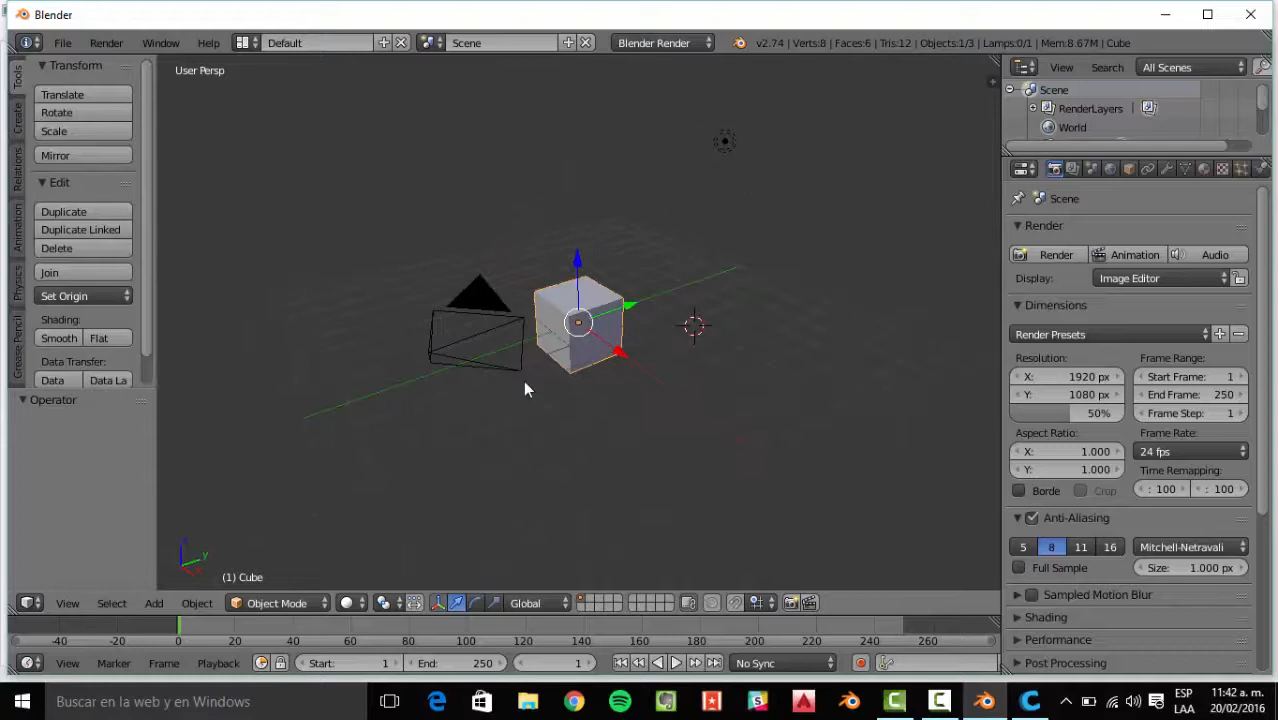 Blender
File Render Window Help Default Scene Blender Render v2.74 | Verts:8 | Faces:6 | Tris:12 | Objects:1/3 | Lamps:0/1 | Mem:8.67M | Cube
Tools
Create
Relations
Animation
Physics
Grease Pencil
Transform
Translate
Rotate
Scale
Mirror
Edit
Duplicate
Duplicate Linked
Delete
Join
Set Origin
Shading:
Smooth Flat
Data Transfer:
Data Data La
Operator
User Persp
(1) Cube
View Search All Scenes
Scene
RenderLayers
World
Scene
Render
Render Animation Audio
Display: Image Editor
Dimensions
Render Presets
Resolution: Frame Range:
X: 1920 px Start Frame: 1
Y: 1080 px End Frame: 250
50% Frame Step: 1
Aspect Ratio: Frame Rate:
X: 1.000 24 fps
Y: 1.000 Time Remapping:
Borde Crop : 100 : 100
Anti-Aliasing
5 8 11 16 Mitchell-Netravali
Full Sample Size: 1.000 px
Sampled Motion Blur
Shading
Performance
Post Processing
View Select Add Object Object Mode Global
-40 -20 0 20 40 60 80 100 120 140 160 180 200 220 240 260
View Marker Frame Playback Start: 1 End: 250 1 No Sync
Buscar en la web y en Windows
ESP
LAA
11:42 a. m.
20/02/2016